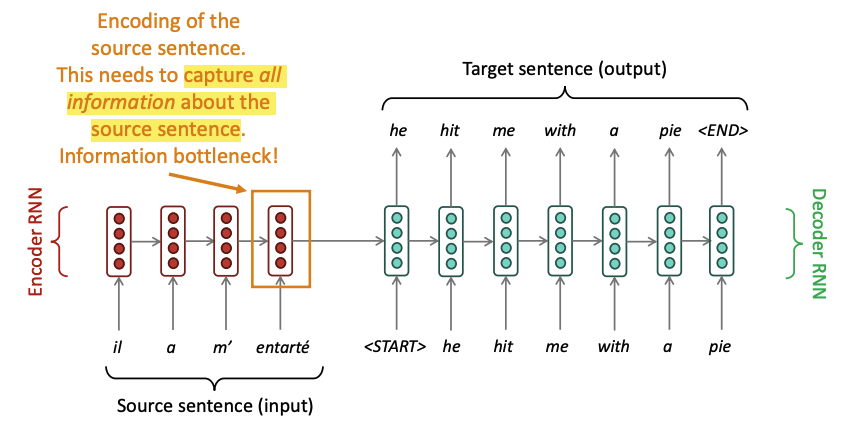 Encoding of the
source sentence.
This needs to capture all
information about the
source sentence.
Information bottleneck!
Target sentence (output)
he hit me with a pie <END>
Encoder RNN
Decoder RNN
il a m’ entarté
<START> he hit me with a pie
Source sentence (input)